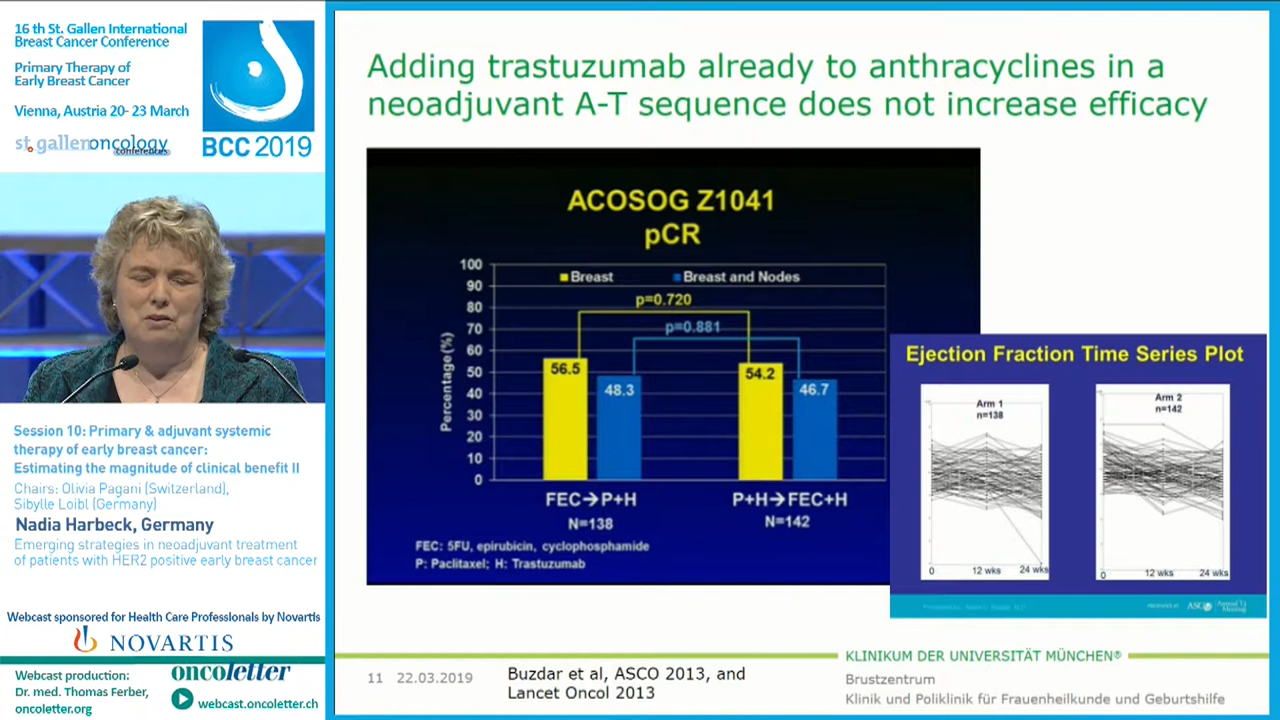 16 th St. Gallen International
Breast Cancer Conference
Primary Therapy of
Early Breast Cancer
Vienna, Austria 20- 23 March
st.gallenoncology
conferences
BCC 2019
Session 10: Primary & adjuvant systemic
therapy of early breast cancer:
Estimating the magnitude of clinical benefit II
Chairs: Olivia Pagani (Switzerland),
Sibylle Loibl (Germany)
Nadia Harbeck, Germany
Emerging strategies in neoadjuvant treatment
of patients with HER2 positive early breast cancer
Webcast sponsored for Health Care Professionals by Novartis
NOVARTIS
Webcast production:
Dr. med. Thomas Ferber,
oncoletter.org
oncoletter
webcast.oncoletter.ch
Adding trastuzumab already to anthracyclines in a
neoadjuvant A-T sequence does not increase efficacy
ACOSOG Z1041
pCR
Percentage (%)
100
90
80
70
60
50
40
30
20
10
0
Breast
Breast and Nodes
p=0.720
p=0.881
56.5
48.3
54.2
46.7
FEC→P+H
N=138
P+H→FEC+H
N=142
FEC: 5FU, epirubicin, cyclophosphamide
P: Paclitaxel; H: Trastuzumab
Ejection Fraction Time Series Plot
Arm 1
n=138
0 12 wks 24 wks
Arm 2
n=142
0 12 wks 24 wks
11 22.03.2019
Buzdar et al, ASCO 2013, and
Lancet Oncol 2013
KLINIKUM DER UNIVERSITÄT MÜNCHEN®
Brustzentrum
Klinik und Poliklinik für Frauenheilkunde und Geburtshilfe